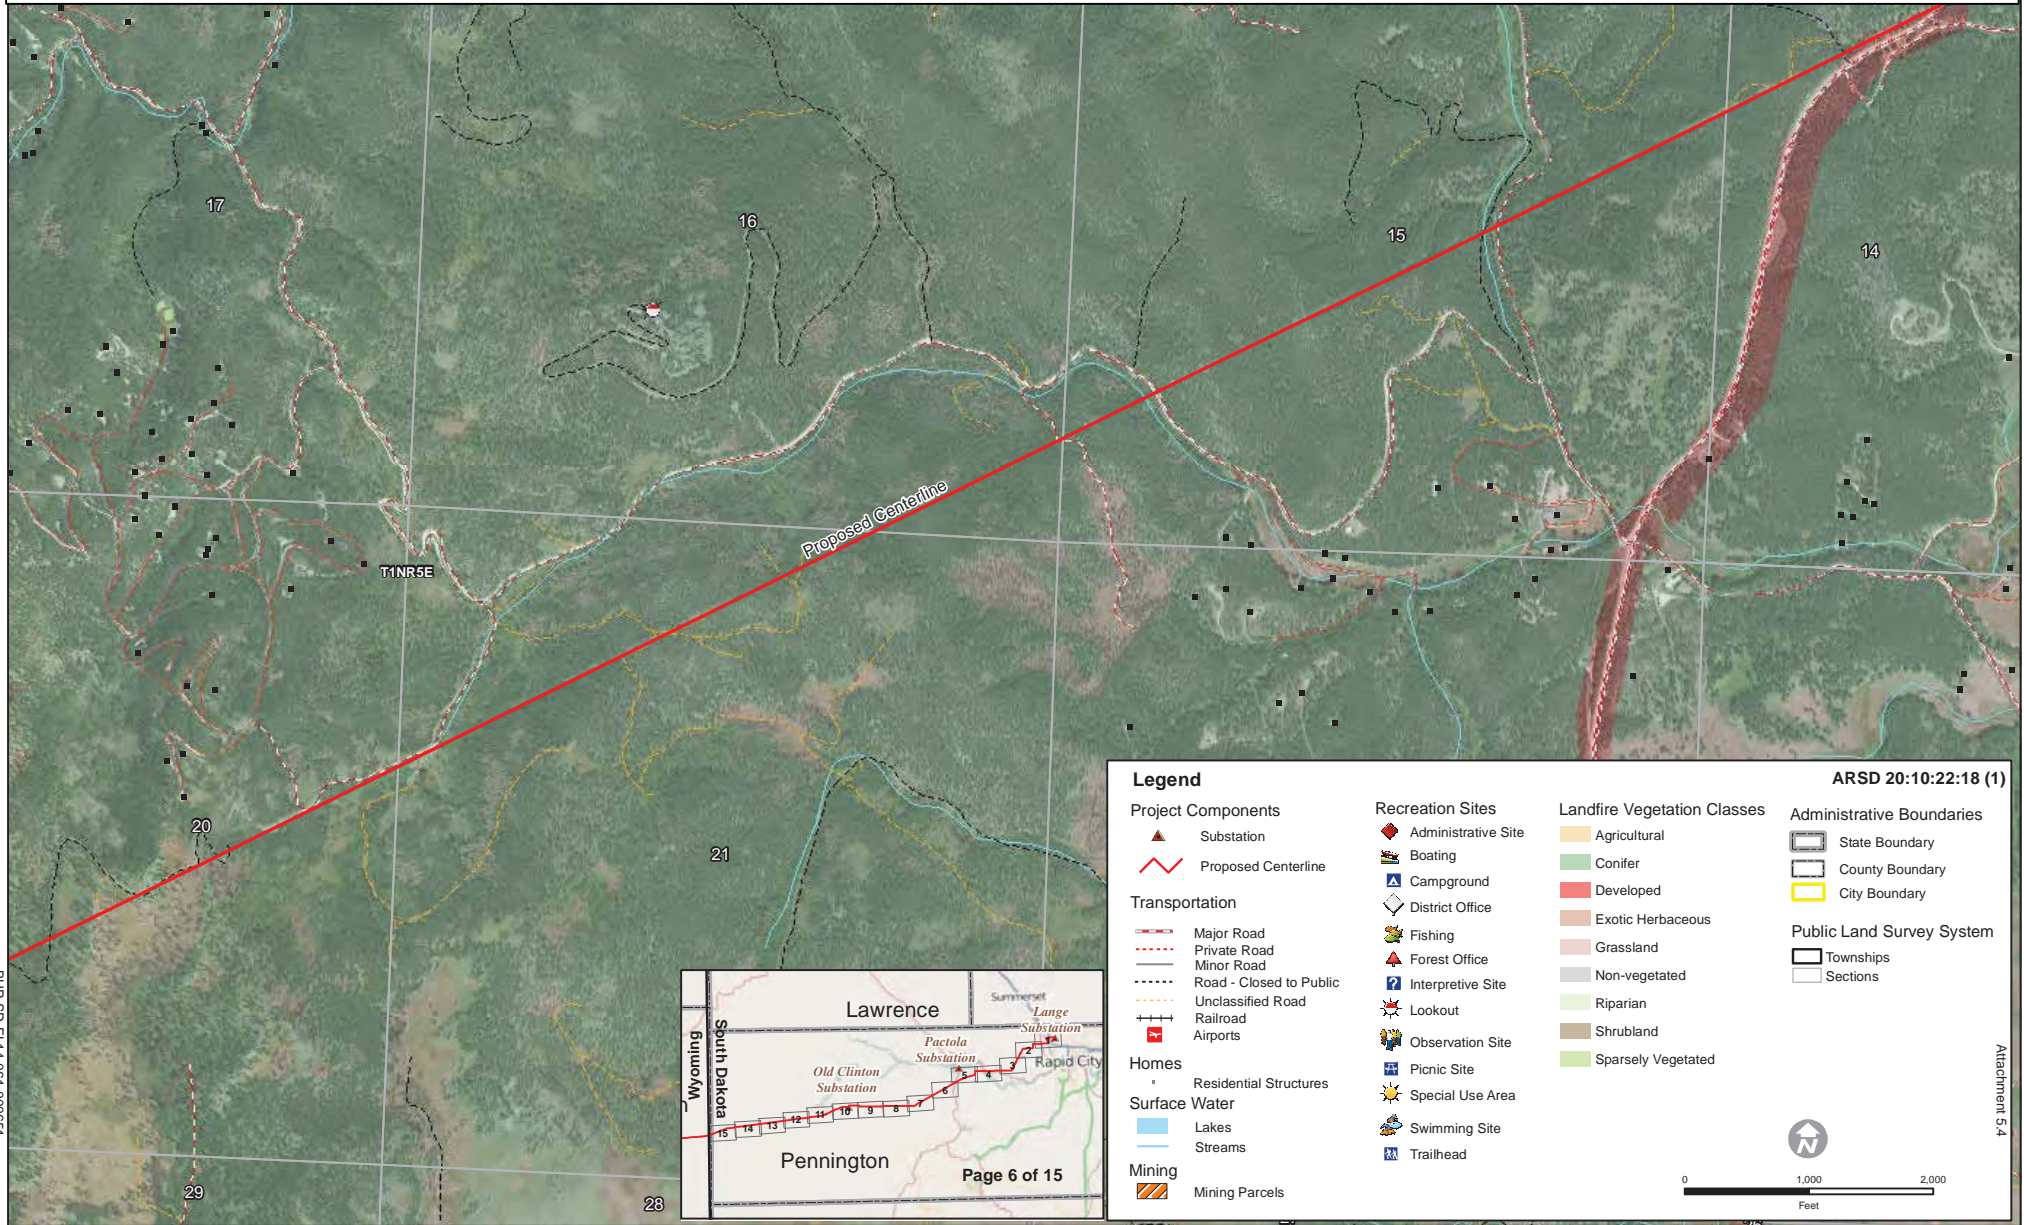 17
16
15
14
T1NR5E
Proposed Centerline
20
21
29
28
Legend
ARSD 20:10:22:18 (1)
Project Components
Substation
Proposed Centerline
Transportation
Major Road
Private Road
Minor Road
Road - Closed to Public
Unclassified Road
Railroad
Airports
Homes
Residential Structures
Surface Water
Lakes
Streams
Mining
Mining Parcels
Recreation Sites
Administrative Site
Boating
Campground
District Office
Fishing
Forest Office
Interpretive Site
Lookout
Observation Site
Picnic Site
Special Use Area
Swimming Site
Trailhead
Landfire Vegetation Classes
Agricultural
Conifer
Developed
Exotic Herbaceous
Grassland
Non-vegetated
Riparian
Shrubland
Sparsely Vegetated
Administrative Boundaries
State Boundary
County Boundary
City Boundary
Public Land Survey System
Townships
Sections
N
0 1,000 2,000
Feet
Attachment 5.4
Lawrence
Summerset
Lange
Substation
Pactola
Substation
Rapid City
Old Clinton
Substation
Wyoming
South Dakota
15 14 13 12 11 10 9 8 7 6 5 4 3 2 1
Pennington
Page 6 of 15